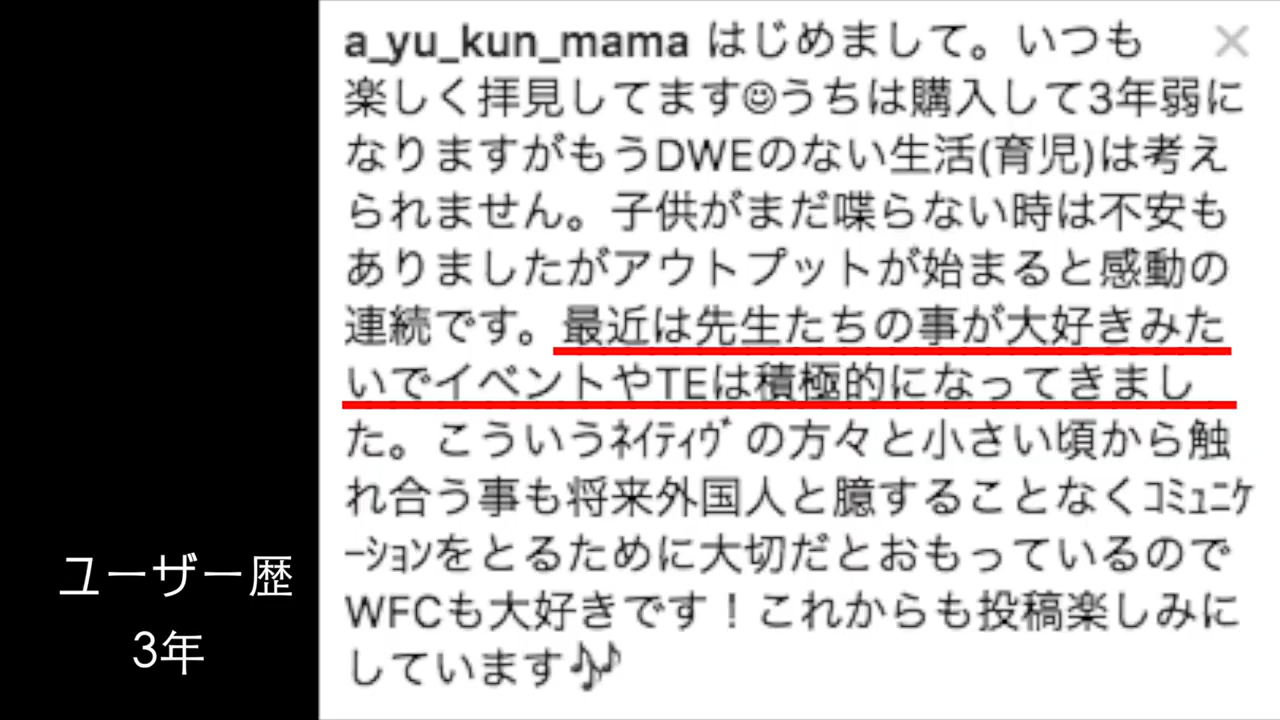 a_yu_kun_mama はじめまして。いつも
楽しく拝見してます☺うちは購入して3年弱に
なりますがもうDWEのない生活(育児)は考え
られません。子供がまだ喋らない時は不安も
ありましたがアウトプットが始まると感動の
連続です。最近は先生たちの事が大好きみた
いでイベントやTEは積極的になってきまし
た。こういうﾈｲﾃｨｳﾞの方々と小さい頃から触
れ合う事も将来外国人と臆することなくｺﾐｭﾆｹ
ｰｼｮﾝをとるために大切だとおもっているので
WFCも大好きです！これからも投稿楽しみに
しています🎶
ユーザー歴
3年